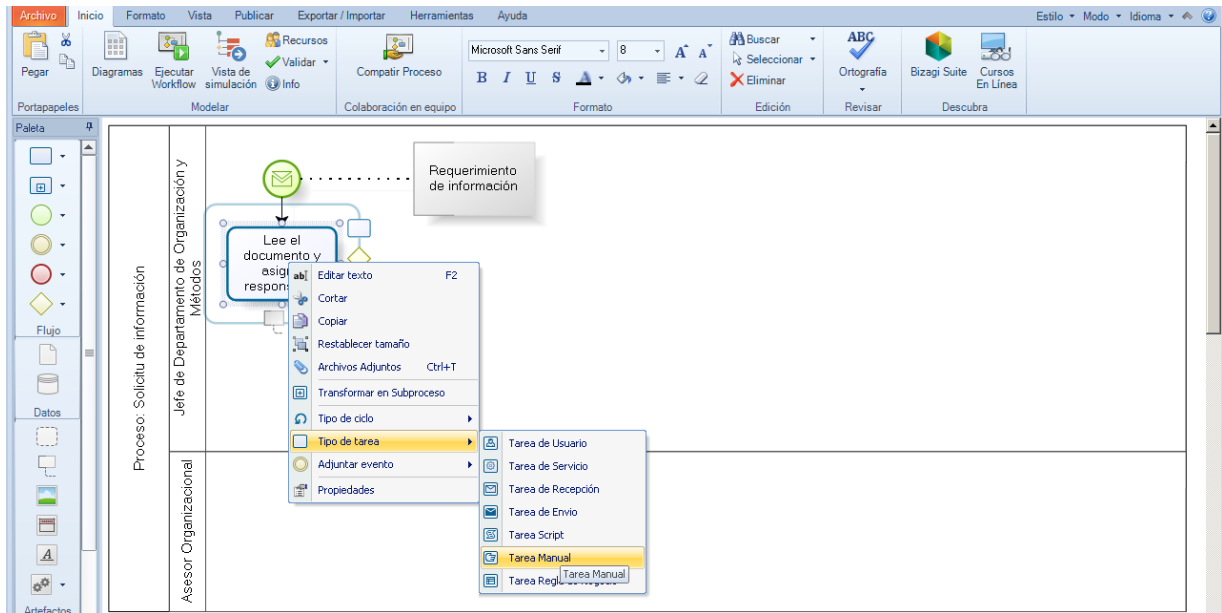 Archivo Inicio Formato Vista Publicar Exportar / Importar Herramientas Ayuda Estilo Modo Idioma
Pegar
Portapapeles
Diagramas
Ejecutar
Workflow
Vista de
simulación
Recursos
Validar
Info
Modelar
Compatir Proceso
Colaboración en equipo
Microsoft Sans Serif 8 A A
B I U S A
Formato
Buscar
Seleccionar
Eliminar
Edición
ABC
Ortografía
Revisar
Bizagi Suite
Cursos
En Línea
Descubra
Paleta
Flujo
Datos
A
Artefactos
Proceso: Solicitu de información
Jefe de Departamento de Organización y
Métodos
Asesor Organizacional
Requerimiento
de información
Lee el
documento y
abI Editar texto F2
Cortar
Copiar
Restablecer tamaño
Archivos Adjuntos Ctrl+T
Transformar en Subproceso
Tipo de ciclo
Tipo de tarea
Adjuntar evento
Propiedades
Tarea de Usuario
Tarea de Servicio
Tarea de Recepción
Tarea de Envio
Tarea Script
Tarea Manual
Tarea Manual
Tarea Regla